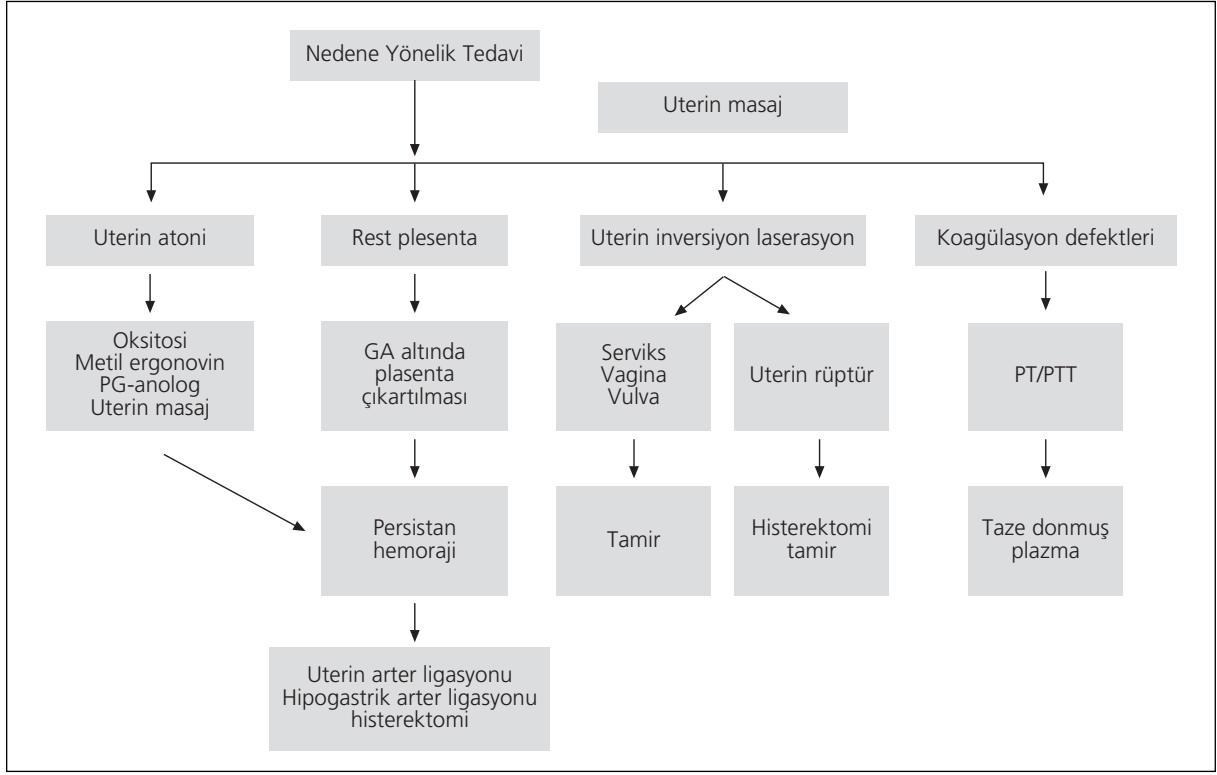 Nedene Yönelik Tedavi
Uterin masaj
Uterin atoni
Rest plesenta
Uterin inversiyon laserasyon
Koagülasyon defektleri
Oksitosi
Metil ergonovin
PG-anolog
Uterin masaj
GA altında
plasenta
çıkartılması
Serviks
Vagina
Vulva
Uterin rüptür
PT/PTT
Persistan
hemoraji
Tamir
Histerektomi
tamir
Taze donmuş
plazma
Uterin arter ligasyonu
Hipogastrik arter ligasyonu
histerektomi